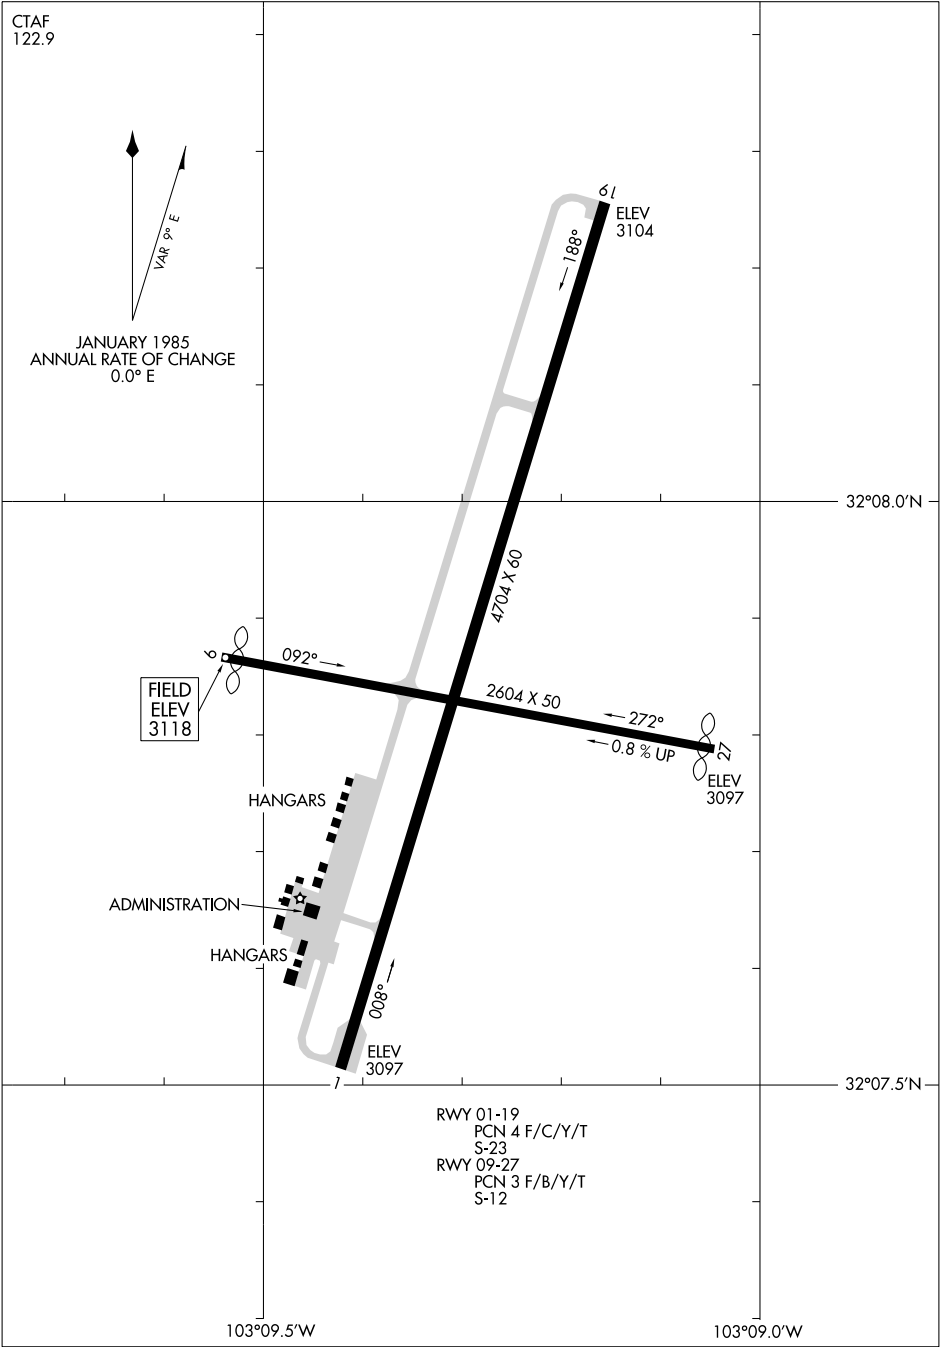 CTAF
122.9
VAR 9° E
JANUARY 1985
ANNUAL RATE OF CHANGE
0.0° E
19
ELEV
3104
188°
32°08.0'N
4704 X 60
9
092°
FIELD
ELEV
3118
2604 X 50
272°
0.8 % UP
27
ELEV
3097
HANGARS
ADMINISTRATION
HANGARS
008°
ELEV
3097
1
32°07.5'N
RWY 01-19
PCN 4 F/C/Y/T
S-23
RWY 09-27
PCN 3 F/B/Y/T
S-12
103°09.5'W
103°09.0'W